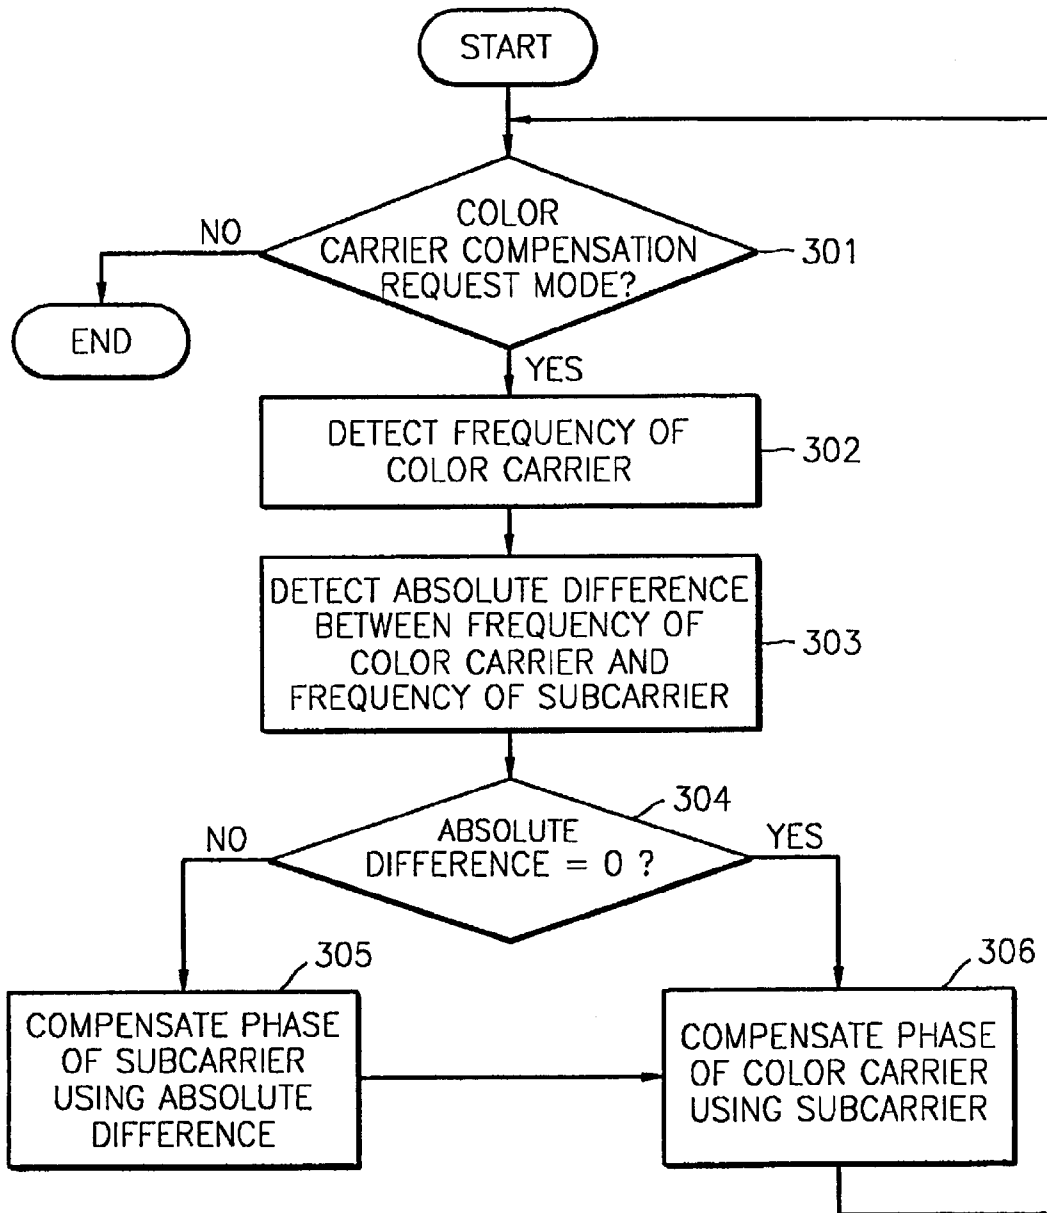 START
COLOR
CARRIER COMPENSATION
REQUEST MODE?
301
NO
END
YES
DETECT FREQUENCY OF
COLOR CARRIER
302
DETECT ABSOLUTE DIFFERENCE
BETWEEN FREQUENCY OF
COLOR CARRIER AND
FREQUENCY OF SUBCARRIER
303
304
ABSOLUTE
DIFFERENCE = 0 ?
NO
YES
305
COMPENSATE PHASE
OF SUBCARRIER
USING ABSOLUTE
DIFFERENCE
306
COMPENSATE PHASE
OF COLOR CARRIER
USING SUBCARRIER